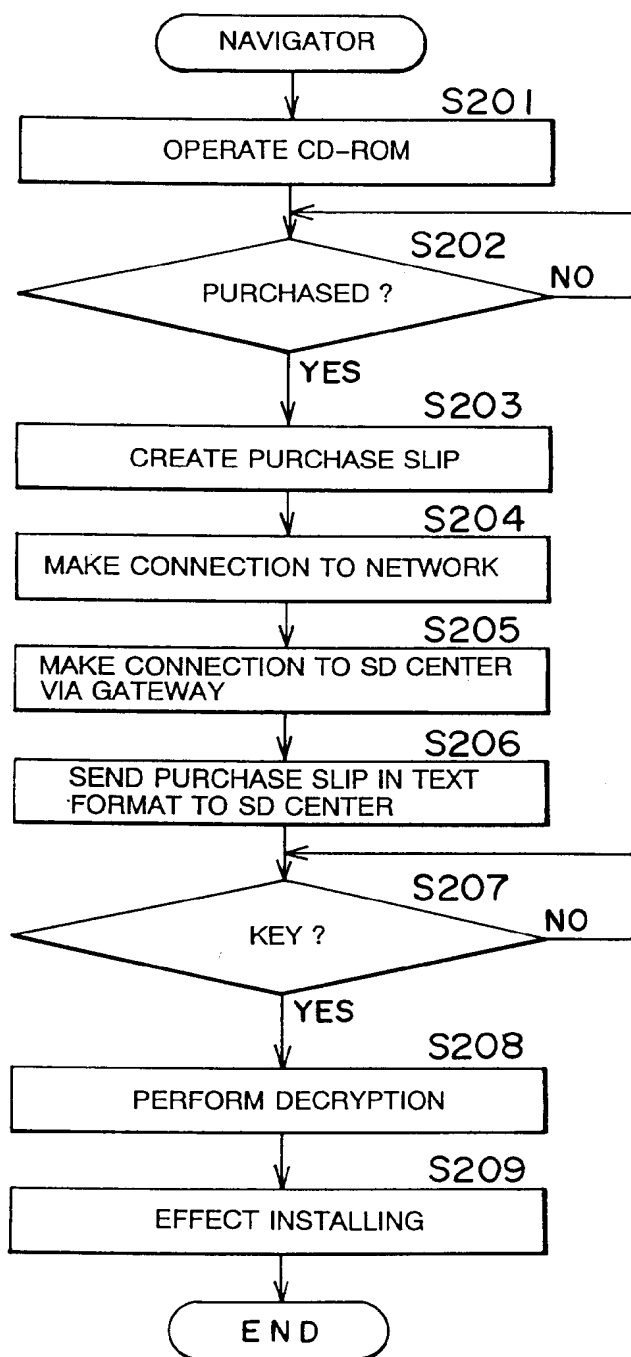 NAVIGATOR
S201
OPERATE CD-ROM
S202
PURCHASED ?
NO
YES
S203
CREATE PURCHASE SLIP
S204
MAKE CONNECTION TO NETWORK
S205
MAKE CONNECTION TO SD CENTER
VIA GATEWAY
S206
SEND PURCHASE SLIP IN TEXT
FORMAT TO SD CENTER
S207
KEY ?
NO
YES
S208
PERFORM DECRYPTION
S209
EFFECT INSTALLING
END